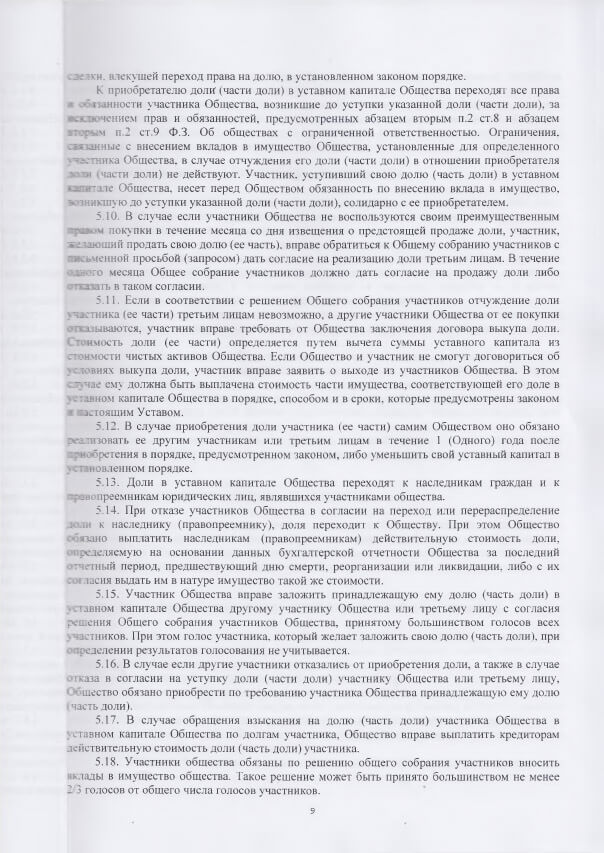 сделки, влекущей переход права на долю, в установленном законом порядке.
К приобретателю доли (части доли) в уставном капитале Общества переходят все права
и обязанности участника Общества, возникшие до уступки указанной доли (части доли), за
исключением прав и обязанностей, предусмотренных абзацем вторым п.2 ст.8 и абзацем
вторым п.2 ст.9 Ф.З. Об обществах с ограниченной ответственностью. Ограничения,
связанные с внесением вкладов в имущество Общества, установленные для определенного
участника Общества, в случае отчуждения его доли (части доли) в отношении приобретателя
доли (части доли) не действуют. Участник, уступивший свою долю (часть доли) в уставном
капитале Общества, несет перед Обществом обязанность по внесению вклада в имущество,
возникшую до уступки указанной доли (части доли), солидарно с ее приобретателем.
5.10. В случае если участники Общества не воспользуются своим преимущественным
правом покупки в течение месяца со дня извещения о предстоящей продаже доли, участник,
желающий продать свою долю (ее часть), вправе обратиться к Общему собранию участников с
письменной просьбой (запросом) дать согласие на реализацию доли третьим лицам. В течение
одного месяца Общее собрание участников должно дать согласие на продажу доли либо
отказать в таком согласии.
5.11. Если в соответствии с решением Общего собрания участников отчуждение доли
участника (ее части) третьим лицам невозможно, а другие участники Общества от ее покупки
отказываются, участник вправе требовать от Общества заключения договора выкупа доли.
Стоимость доли (ее части) определяется путем вычета суммы уставного капитала из
стоимости чистых активов Общества. Если Общество и участник не смогут договориться об
условиях выкупа доли, участник вправе заявить о выходе из участников Общества. В этом
случае ему должна быть выплачена стоимость части имущества, соответствующей его доле в
уставном капитале Общества в порядке, способом и в сроки, которые предусмотрены законом
и настоящим Уставом.
5.12. В случае приобретения доли участника (ее части) самим Обществом оно обязано
реализовать ее другим участникам или третьим лицам в течение 1 (Одного) года после
приобретения в порядке, предусмотренном законом, либо уменьшить свой уставный капитал в
установленном порядке.
5.13. Доли в уставном капитале Общества переходят к наследникам граждан и к
правопреемникам юридических лиц, являвшихся участниками общества.
5.14. При отказе участников Общества в согласии на переход или перераспределение
доли к наследнику (правопреемнику), доля переходит к Обществу. При этом Общество
обязано выплатить наследникам (правопреемникам) действительную стоимость доли,
определяемую на основании данных бухгалтерской отчетности Общества за последний
отчетный период, предшествующий дню смерти, реорганизации или ликвидации, либо с их
согласия выдать им в натуре имущество такой же стоимости.
5.15. Участник Общества вправе заложить принадлежащую ему долю (часть доли) в
уставном капитале Общества другому участнику Общества или третьему лицу с согласия
решения Общего собрания участников Общества, принятому большинством голосов всех
участников. При этом голос участника, который желает заложить свою долю (часть доли), при
определении результатов голосования не учитывается.
5.16. В случае если другие участники отказались от приобретения доли, а также в случае
отказа в согласии на уступку доли (части доли) участнику Общества или третьему лицу,
Общество обязано приобрести по требованию участника Общества принадлежащую ему долю
(часть доли).
5.17. В случае обращения взыскания на долю (часть доли) участника Общества в
уставном капитале Общества по долгам участника, Общество вправе выплатить кредиторам
действительную стоимость доли (часть доли) участника.
5.18. Участники общества обязаны по решению общего собрания участников вносить
вклады в имущество общества. Такое решение может быть принято большинством не менее
2/3 голосов от общего числа голосов участников.
9